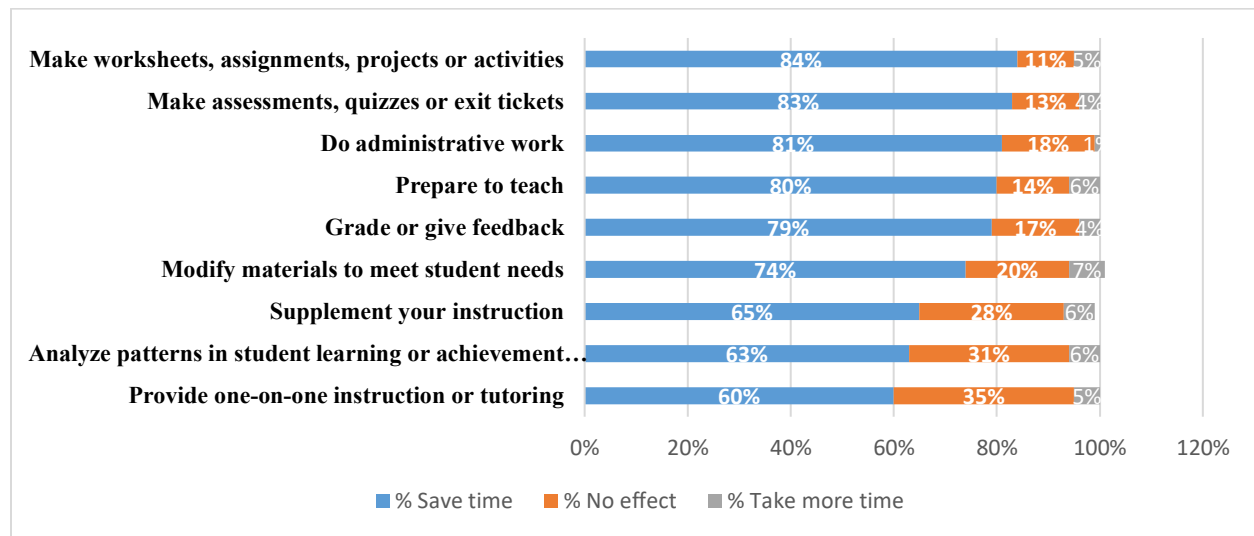 Make worksheets, assignments, projects or activities 84% 11% 5%
Make assessments, quizzes or exit tickets 83% 13% 4%
Do administrative work 81% 18% 1%
Prepare to teach 80% 14% 6%
Grade or give feedback 79% 17% 4%
Modify materials to meet student needs 74% 20% 7%
Supplement your instruction 65% 28% 6%
Analyze patterns in student learning or achievement… 63% 31% 6%
Provide one-on-one instruction or tutoring 60% 35% 5%
0% 20% 40% 60% 80% 100% 120%
% Save time % No effect % Take more time